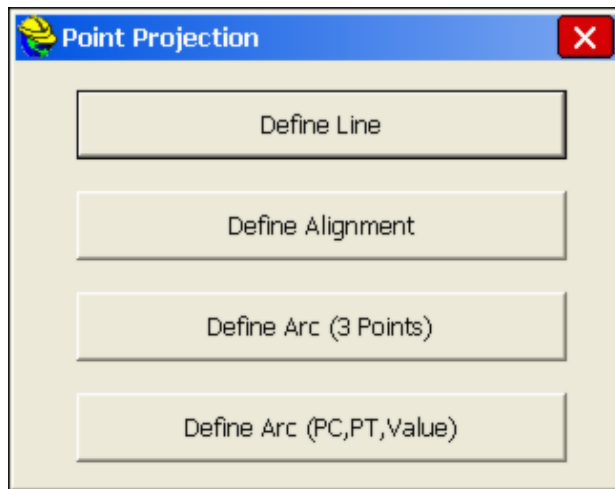 Point Projection
Define Line
Define Alignment
Define Arc (3 Points)
Define Arc (PC,PT,Value)